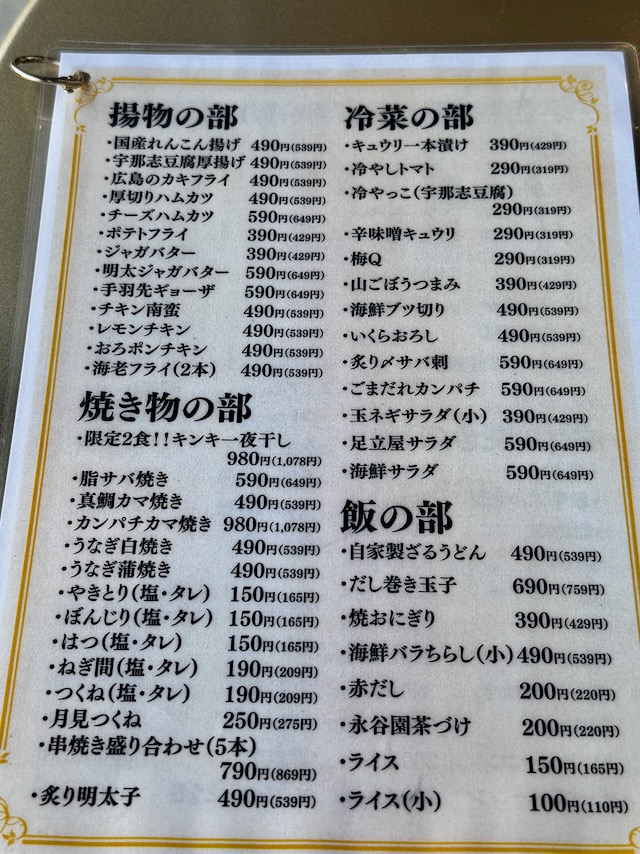 揚物の部
・国産れんこん揚げ 490円(539円)
・宇那志豆腐厚揚げ 490円(539円)
・広島のカキフライ 490円(539円)
・厚切りハムカツ 490円(539円)
・チーズハムカツ 590円(649円)
・ポテトフライ 390円(429円)
・ジャガバター 390円(429円)
・明太ジャガバター 590円(649円)
・手羽先ギョーザ 590円(649円)
・チキン南蛮 490円(539円)
・レモンチキン 490円(539円)
・おろポンチキン 490円(539円)
・海老フライ(2本) 490円(539円)
焼き物の部
・限定2食!!キンキ一夜干し
980円(1,078円)
・脂サバ焼き 590円(649円)
・真鯛カマ焼き 490円(539円)
・カンパチカマ焼き 980円(1,078円)
・うなぎ白焼き 490円(539円)
・うなぎ蒲焼き 490円(539円)
・やきとり(塩・タレ) 150円(165円)
・ぼんじり(塩・タレ) 150円(165円)
・はつ(塩・タレ) 150円(165円)
・ねぎ間(塩・タレ) 190円(209円)
・つくね(塩・タレ) 190円(209円)
・月見つくね 250円(275円)
・串焼き盛り合わせ(5本)
790円(869円)
・炙り明太子 490円(539円)
冷菜の部
・キュウリ一本漬け 390円(429円)
・冷やしトマト 290円(319円)
・冷やっこ(宇那志豆腐)
290円(319円)
・辛味噌キュウリ 290円(319円)
・梅Q 290円(319円)
・山ごぼうつまみ 390円(429円)
・海鮮ブツ切り 490円(539円)
・いくらおろし 490円(539円)
・炙り〆サバ刺 590円(649円)
・ごまだれカンパチ 590円(649円)
・玉ネギサラダ(小) 390円(429円)
・足立屋サラダ 590円(649円)
・海鮮サラダ 590円(649円)
飯の部
・自家製ざるうどん 490円(539円)
・だし巻き玉子 690円(759円)
・焼おにぎり 390円(429円)
・海鮮バラちらし(小) 490円(539円)
・赤だし 200円(220円)
・永谷園茶づけ 200円(220円)
・ライス 150円(165円)
・ライス(小) 100円(110円)